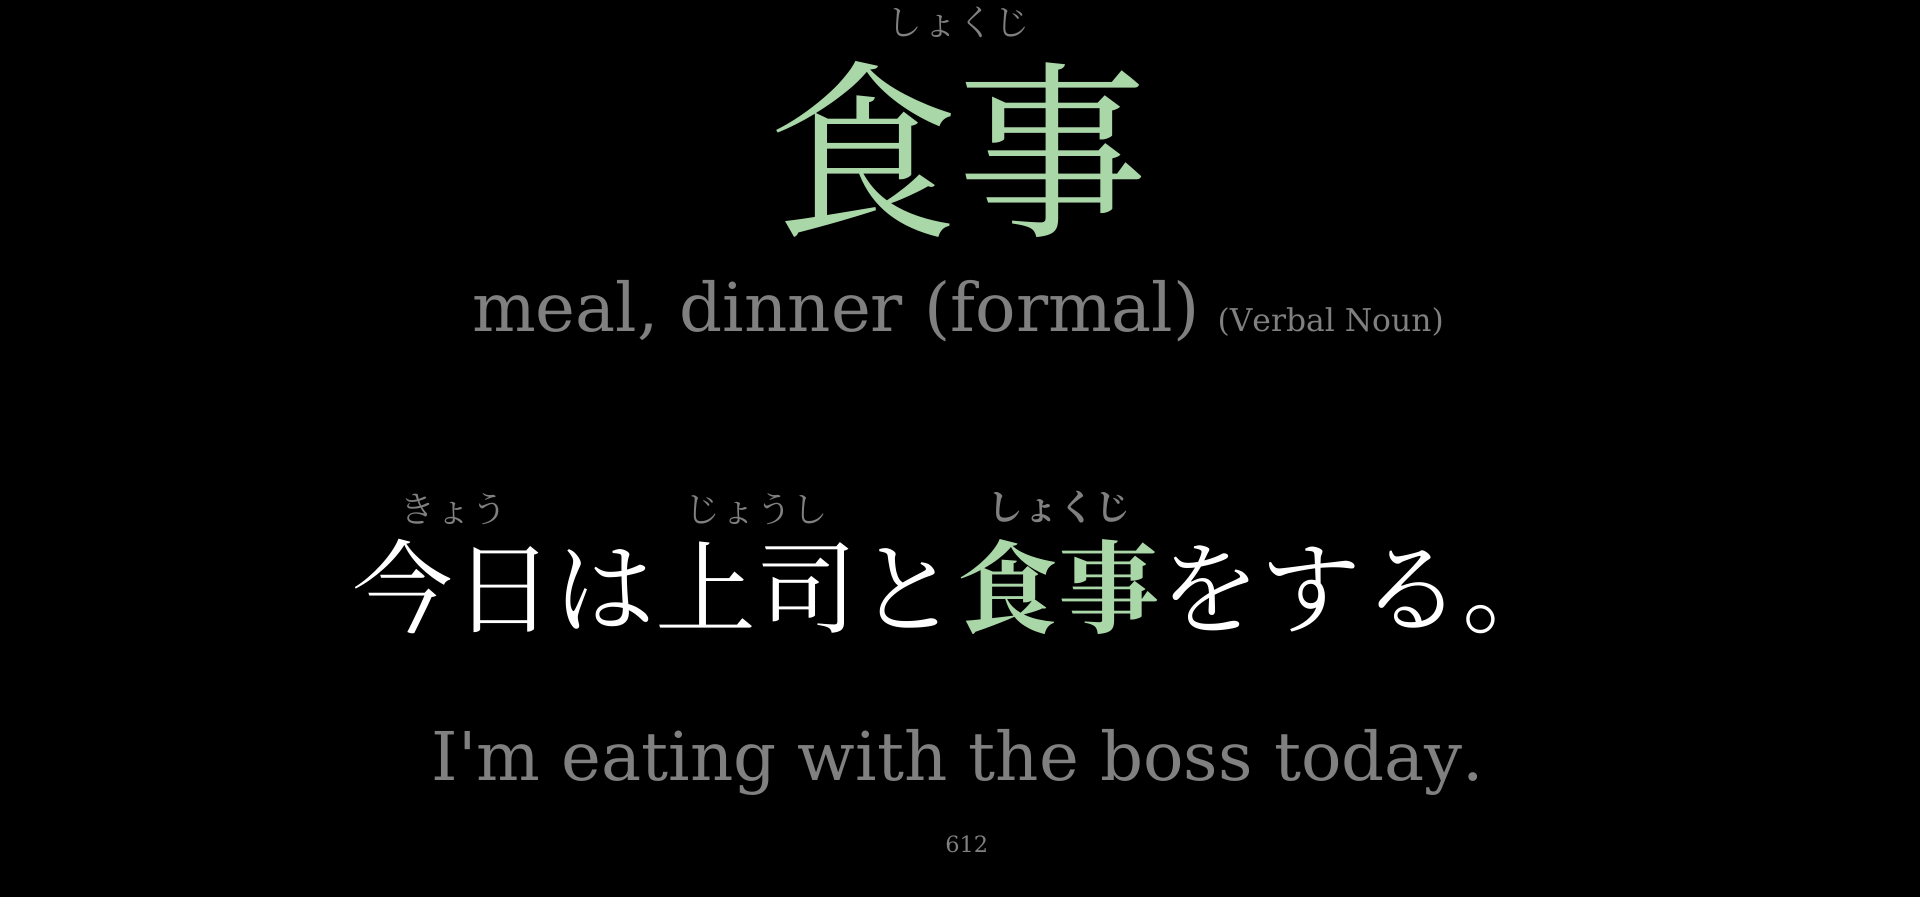 しょくじ
食事
meal, dinner (formal) (Verbal Noun)
きょう じょうし しょくじ
今日は上司と食事をする。
I'm eating with the boss today.
612